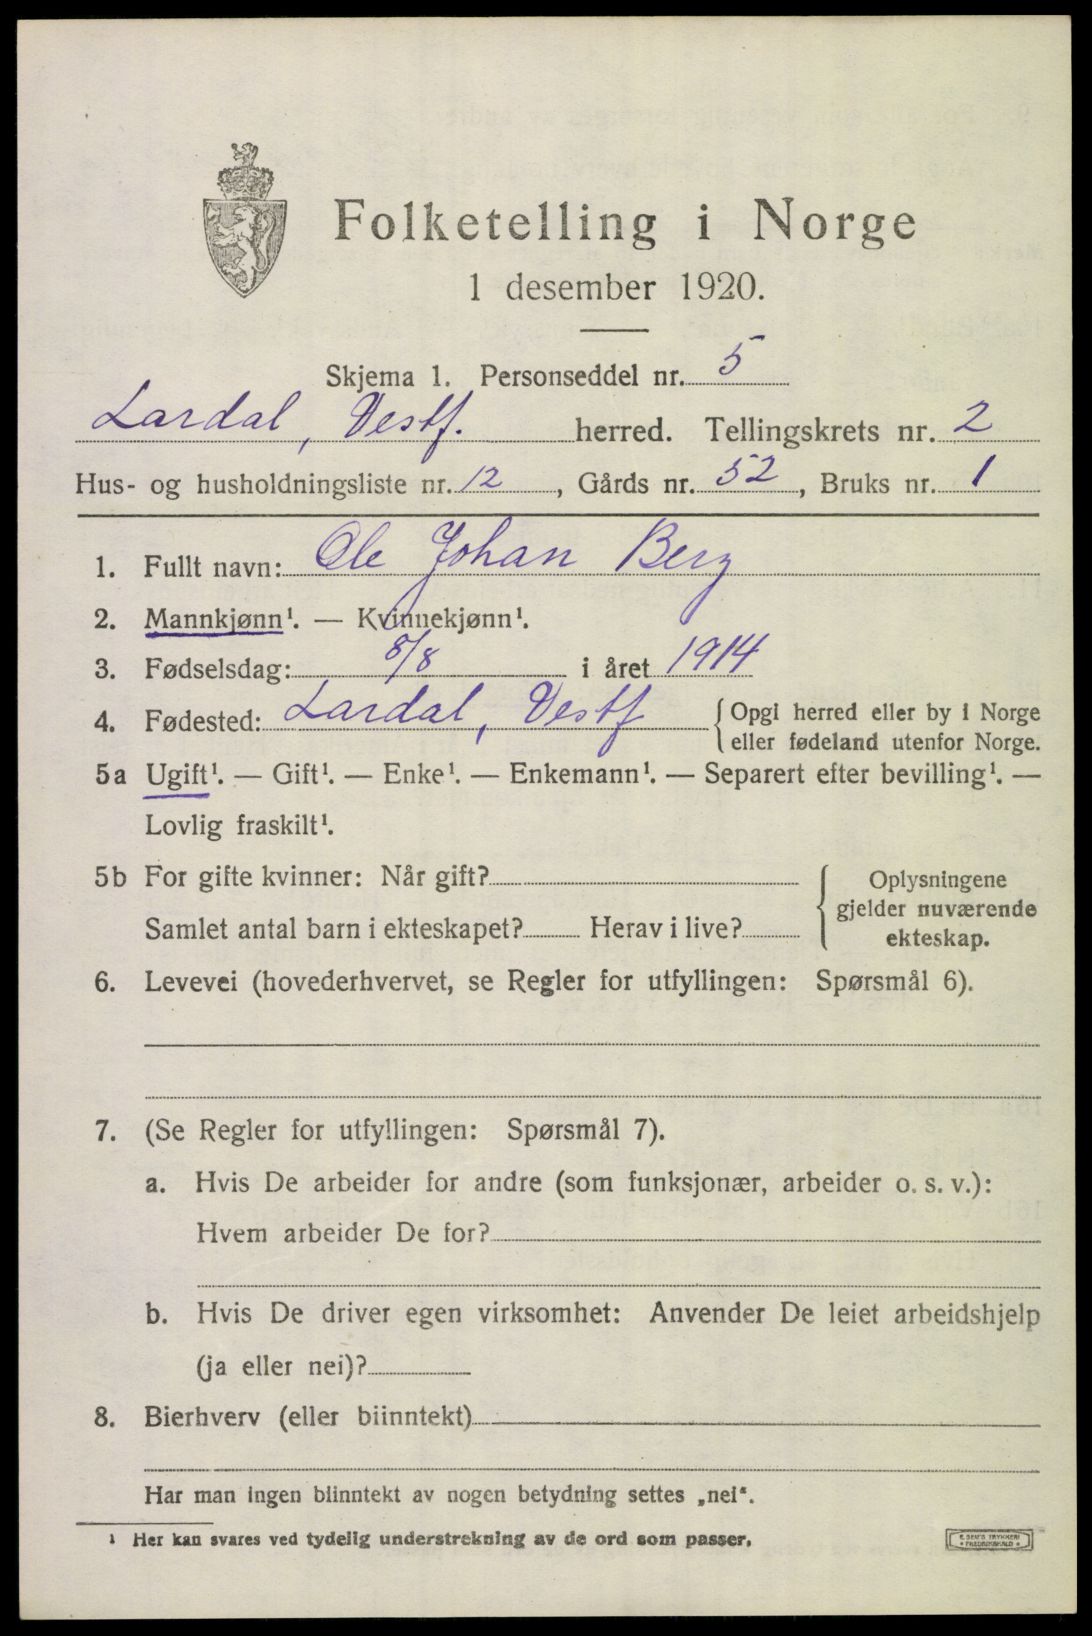 Folketelling i Norge
1 desember 1920.
Skjema 1. Personseddel nr. 5
Lardal, Vestf. herred. Tellingskrets nr. 2
Hus- og husholdningsliste nr. 12, Gårds nr. 52, Bruks nr. 1
1. Fullt navn: Ole Johan Berg
2. Mannkjønn¹. — Kvinnekjønn¹.
3. Fødselsdag: 8/8 i året 1914
4. Fødested: Lardal, Vestf { Opgi herred eller by i Norge
eller fødeland utenfor Norge.
5a Ugift¹. — Gift¹. — Enke¹. — Enkemann¹. — Separert efter bevilling¹. —
Lovlig fraskilt¹.
5b For gifte kvinner: Når gift?
Samlet antal barn i ekteskapet? Herav i live?
{ Oplysningene
gjelder nuværende
ekteskap.
6. Levevei (hovederhvervet, se Regler for utfyllingen: Spørsmål 6).
7. (Se Regler for utfyllingen: Spørsmål 7).
a. Hvis De arbeider for andre (som funksjonær, arbeider o. s. v.):
Hvem arbeider De for?
b. Hvis De driver egen virksomhet: Anvender De leiet arbeidshjelp
(ja eller nei)?
8. Bierhverv (eller biinntekt)
Har man ingen biinntekt av nogen betydning settes „nei“.
¹ Her kan svares ved tydelig understrekning av de ord som passer.
E. SEM'S TRYKKERI
• FREDRIKSHALD •